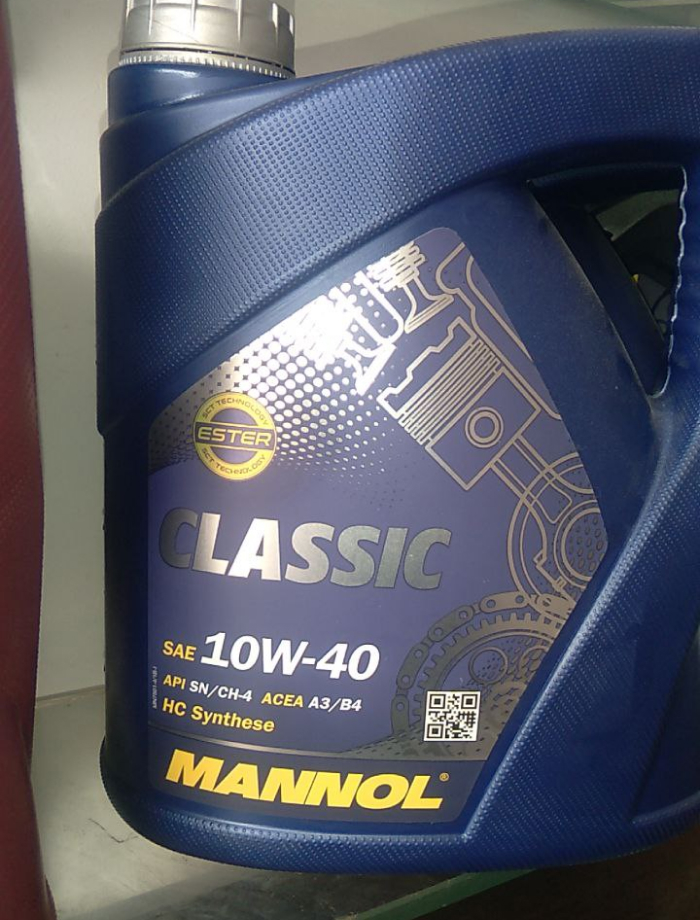 SCT TECHNOLOGY
ESTER
SCT TECHNOLOGY
CLASSIC
SAE 10W-40
API SN/CH-4 ACEA A3/B4
HC Synthese
MANNOL®